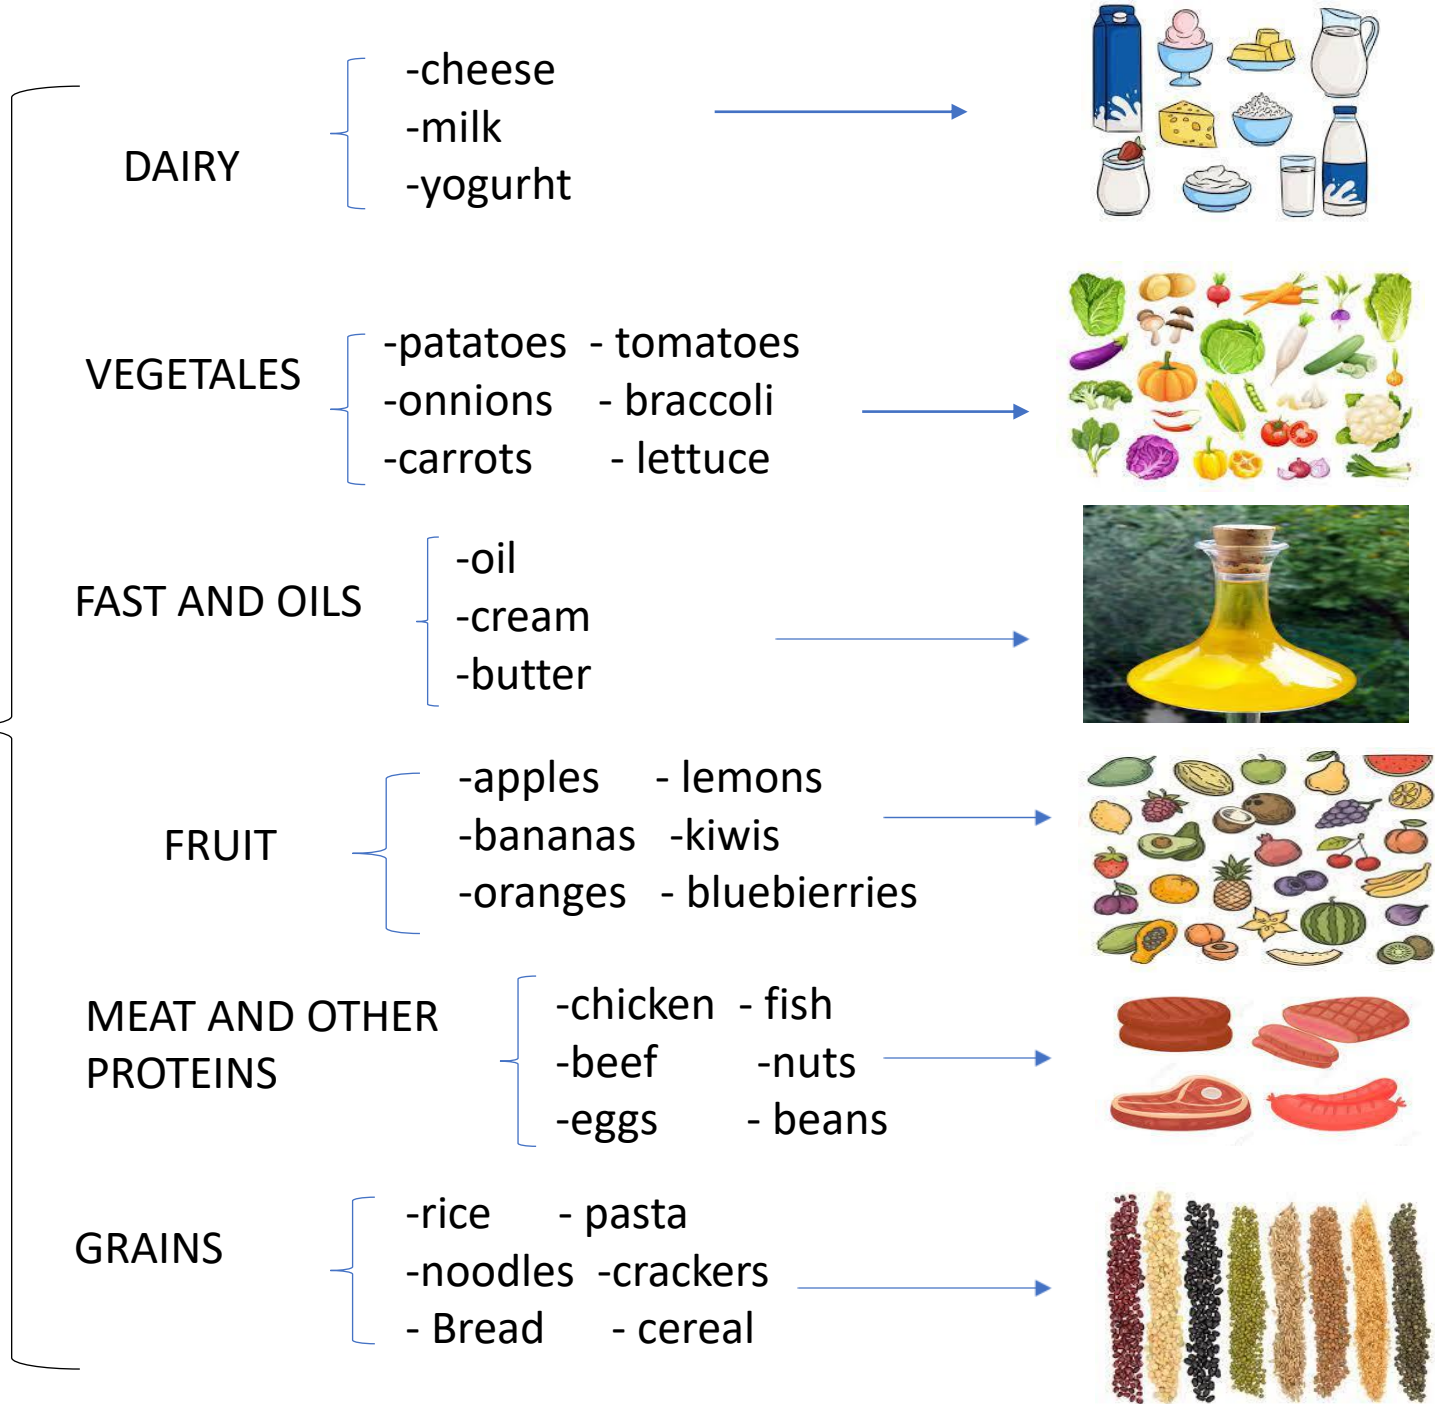 DAIRY
-cheese
-milk
-yogurht
VEGETALES
-patatoes - tomatoes
-onnions - braccoli
-carrots - lettuce
FAST AND OILS
-oil
-cream
-butter
FRUIT
-apples - lemons
-bananas -kiwis
-oranges - bluebierries
MEAT AND OTHER
PROTEINS
-chicken - fish
-beef -nuts
-eggs - beans
GRAINS
-rice - pasta
-noodles -crackers
- Bread - cereal